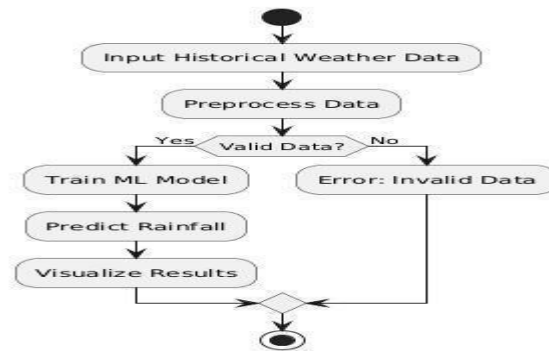 Input Historical Weather Data
Preprocess Data
Yes
Valid Data?
No
Train ML Model
Error: Invalid Data
Predict Rainfall
Visualize Results